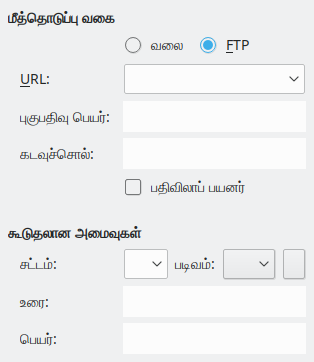 மீத்தொடுப்பு வகை
வலை FTP
URL:
புகுபதிவு பெயர்:
கடவுச்சொல்:
பதிவிலாப் பயனர்
கூடுதலான அமைவுகள்
சட்டம்: படிவம்:
உரை:
பெயர்: